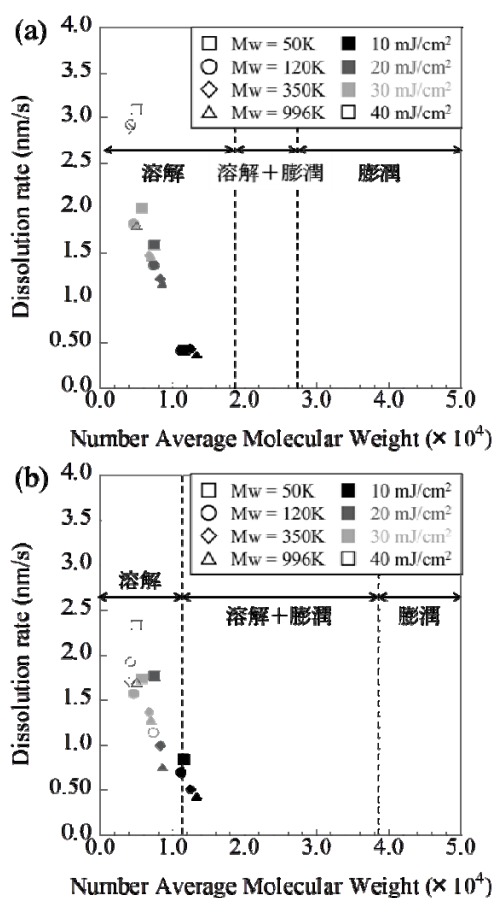 (a)
4.0
3.5
3.0
2.5
2.0
1.5
1.0
0.50
0.0
Dissolution rate (nm/s)
Mw = 50K 10 mJ/cm²
Mw = 120K 20 mJ/cm²
Mw = 350K 30 mJ/cm²
Mw = 996K 40 mJ/cm²
溶解 溶解+膨潤 膨潤
0.0 1.0 2.0 3.0 4.0 5.0
Number Average Molecular Weight (× 10⁴)
(b)
4.0
3.5
3.0
2.5
2.0
1.5
1.0
0.50
0.0
Dissolution rate (nm/s)
Mw = 50K 10 mJ/cm²
Mw = 120K 20 mJ/cm²
Mw = 350K 30 mJ/cm²
Mw = 996K 40 mJ/cm²
溶解 溶解+膨潤 膨潤
0.0 1.0 2.0 3.0 4.0 5.0
Number Average Molecular Weight (× 10⁴)